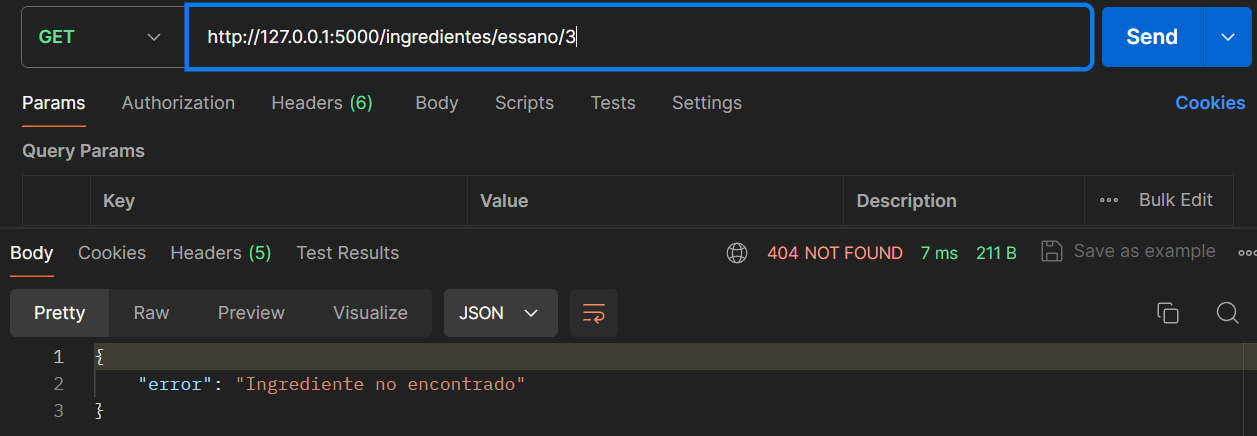 GET http://127.0.0.1:5000/ingredientes/essano/3 Send
Params Authorization Headers (6) Body Scripts Tests Settings Cookies
Query Params
Key Value Description Bulk Edit
Body Cookies Headers (5) Test Results 404 NOT FOUND 7 ms 211 B Save as example
Pretty Raw Preview Visualize JSON
1 {
2 "error": "Ingrediente no encontrado"
3 }